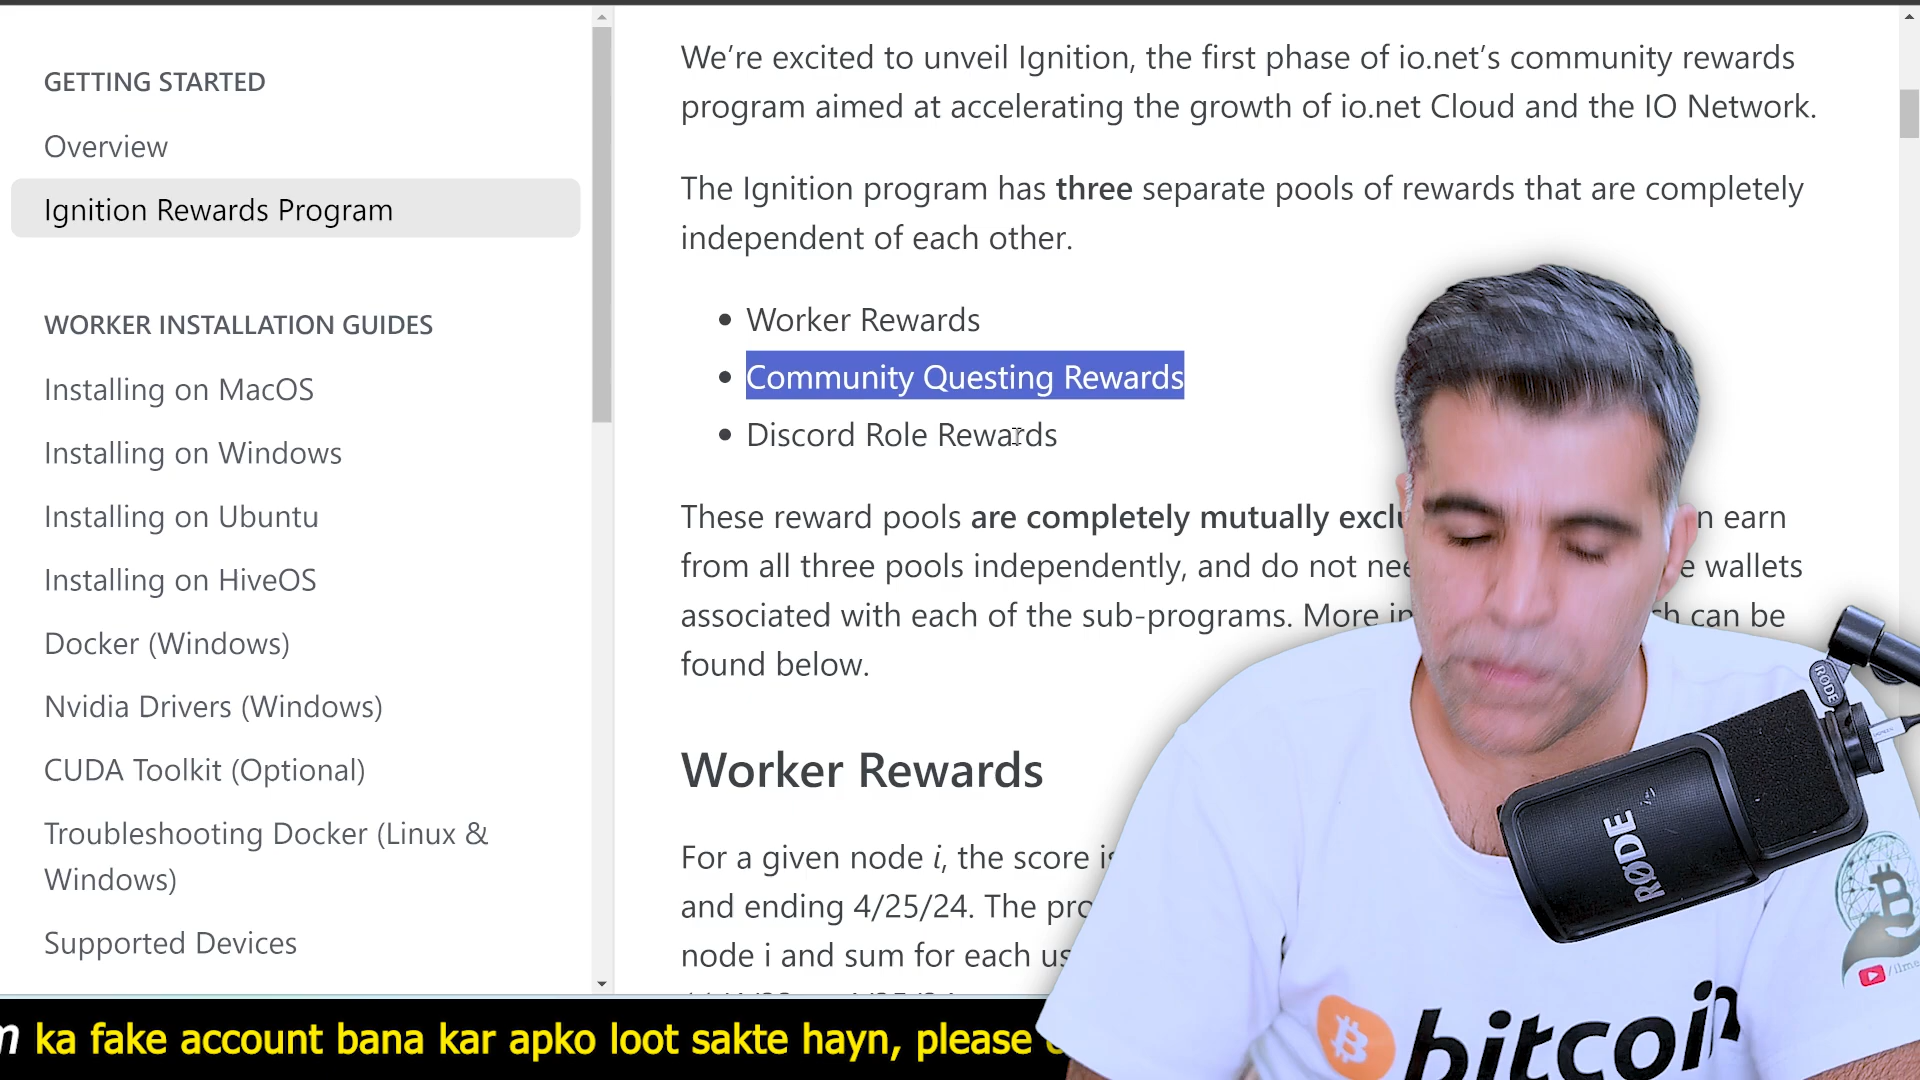 GETTING STARTED
Overview
Ignition Rewards Program
WORKER INSTALLATION GUIDES
Installing on MacOS
Installing on Windows
Installing on Ubuntu
Installing on HiveOS
Docker (Windows)
Nvidia Drivers (Windows)
CUDA Toolkit (Optional)
Troubleshooting Docker (Linux &
Windows)
Supported Devices
We’re excited to unveil Ignition, the first phase of io.net’s community rewards
program aimed at accelerating the growth of io.net Cloud and the IO Network.
The Ignition program has three separate pools of rewards that are completely
independent of each other.
• Worker Rewards
• Community Questing Rewards
• Discord Role Rewards
These reward pools are completely mutually earn
from all three pools independently, and do not wallets
associated with each of the sub-programs. More can be
found below.
Worker Rewards
For a given node i, the score
and ending 4/25/24. The
node i and sum for each
ka fake account bana kar apko loot sakte hayn, please
RØDE
RØDE
bitcoin